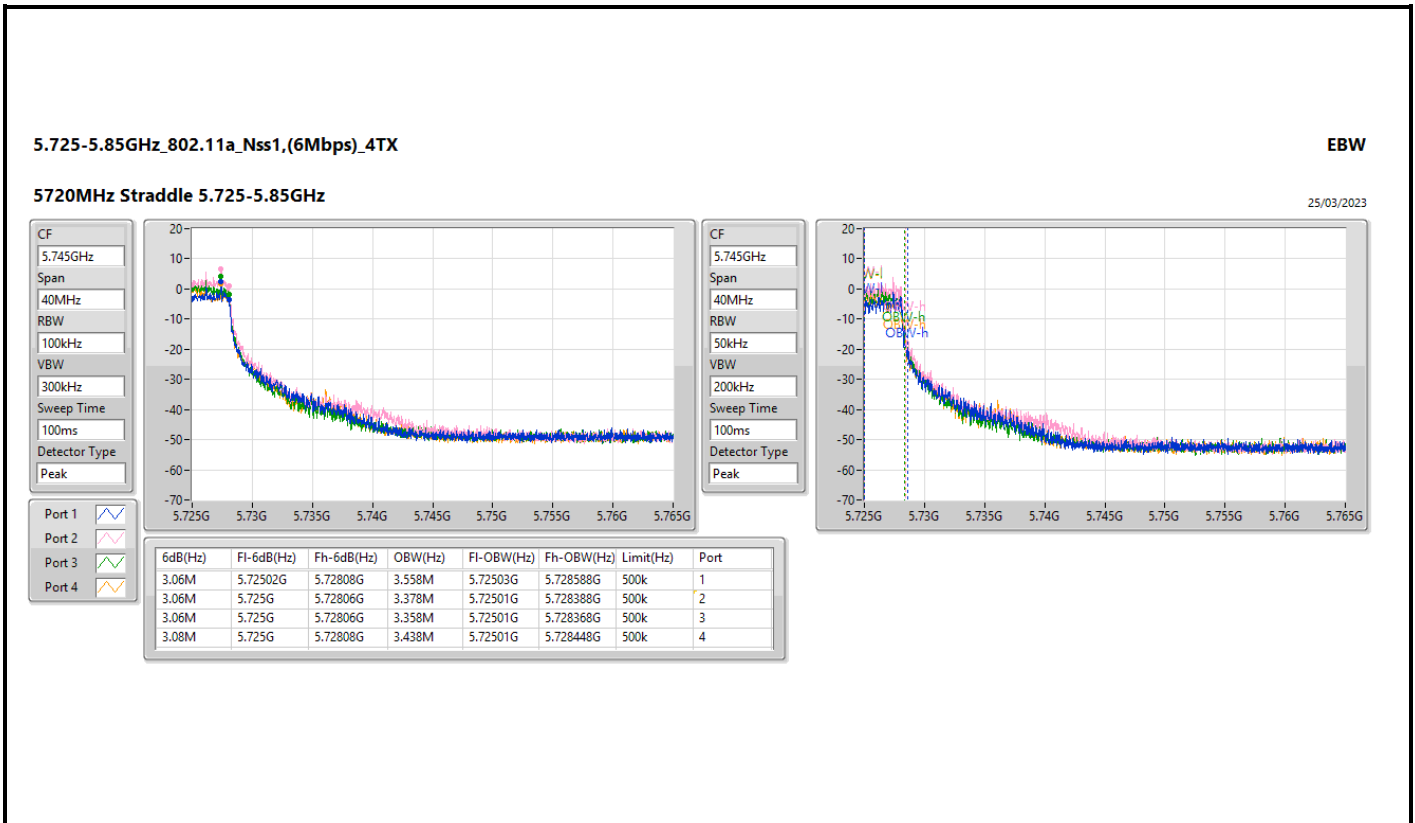 5.725-5.85GHz_802.11a_Nss1,(6Mbps)_4TX
EBW
5720MHz Straddle 5.725-5.85GHz
25/03/2023
CF
5.745GHz
Span
40MHz
RBW
100kHz
VBW
300kHz
Sweep Time
100ms
Detector Type
Peak
20
10
0
-10
-20
-30
-40
-50
-60
-70
5.725G 5.73G 5.735G 5.74G 5.745G 5.75G 5.755G 5.76G 5.765G
CF
5.745GHz
Span
40MHz
RBW
50kHz
VBW
200kHz
Sweep Time
100ms
Detector Type
Peak
20
10
0
-10
-20
-30
-40
-50
-60
-70
OBW-h
OBW-h
5.725G 5.73G 5.735G 5.74G 5.745G 5.75G 5.755G 5.76G 5.765G
Port 1
Port 2
Port 3
Port 4
6dB(Hz) Fl-6dB(Hz) Fh-6dB(Hz) OBW(Hz) Fl-OBW(Hz) Fh-OBW(Hz) Limit(Hz) Port
3.06M 5.72502G 5.72808G 3.558M 5.72503G 5.728588G 500k 1
3.06M 5.725G 5.72806G 3.378M 5.72501G 5.728388G 500k 2
3.06M 5.725G 5.72806G 3.358M 5.72501G 5.728368G 500k 3
3.08M 5.725G 5.72808G 3.438M 5.72501G 5.728448G 500k 4